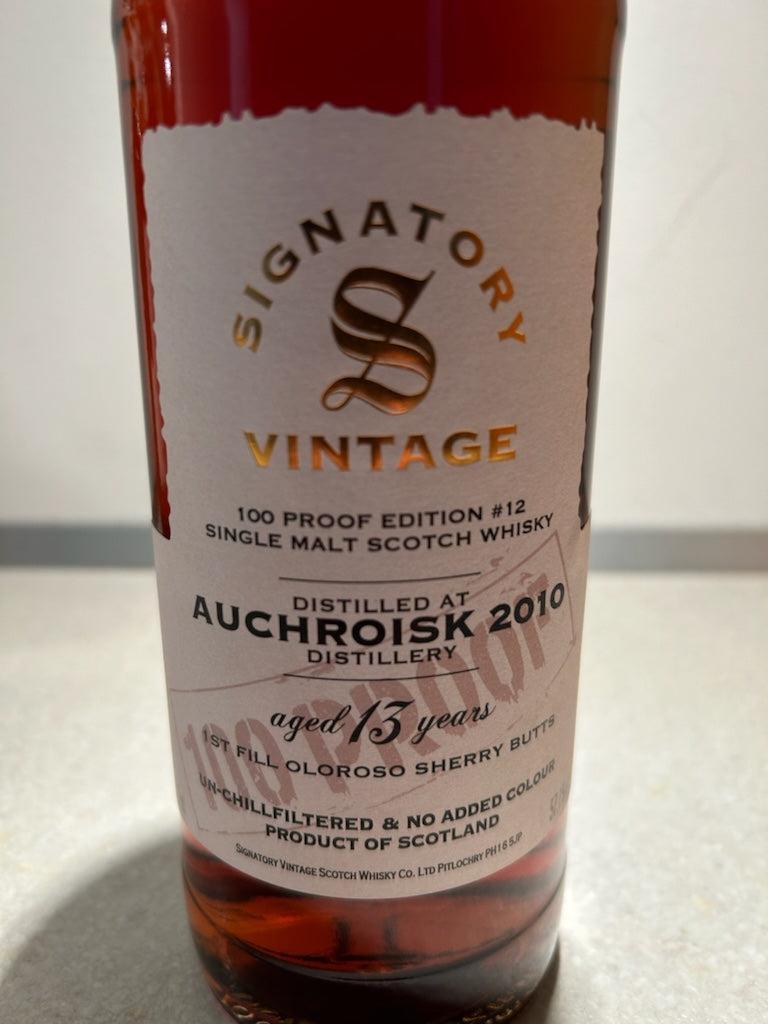 SIGNATORY
S
VINTAGE
100 PROOF EDITION #12
SINGLE MALT SCOTCH WHISKY
DISTILLED AT
AUCHROISK 2010
DISTILLERY
100 PROOF
aged 13 years
1ST FILL OLOROSO SHERRY BUTTS
UN-CHILLFILTERED & NO ADDED COLOUR
PRODUCT OF SCOTLAND
SIGNATORY VINTAGE SCOTCH WHISKY CO. LTD PITLOCHRY PH16 5JP